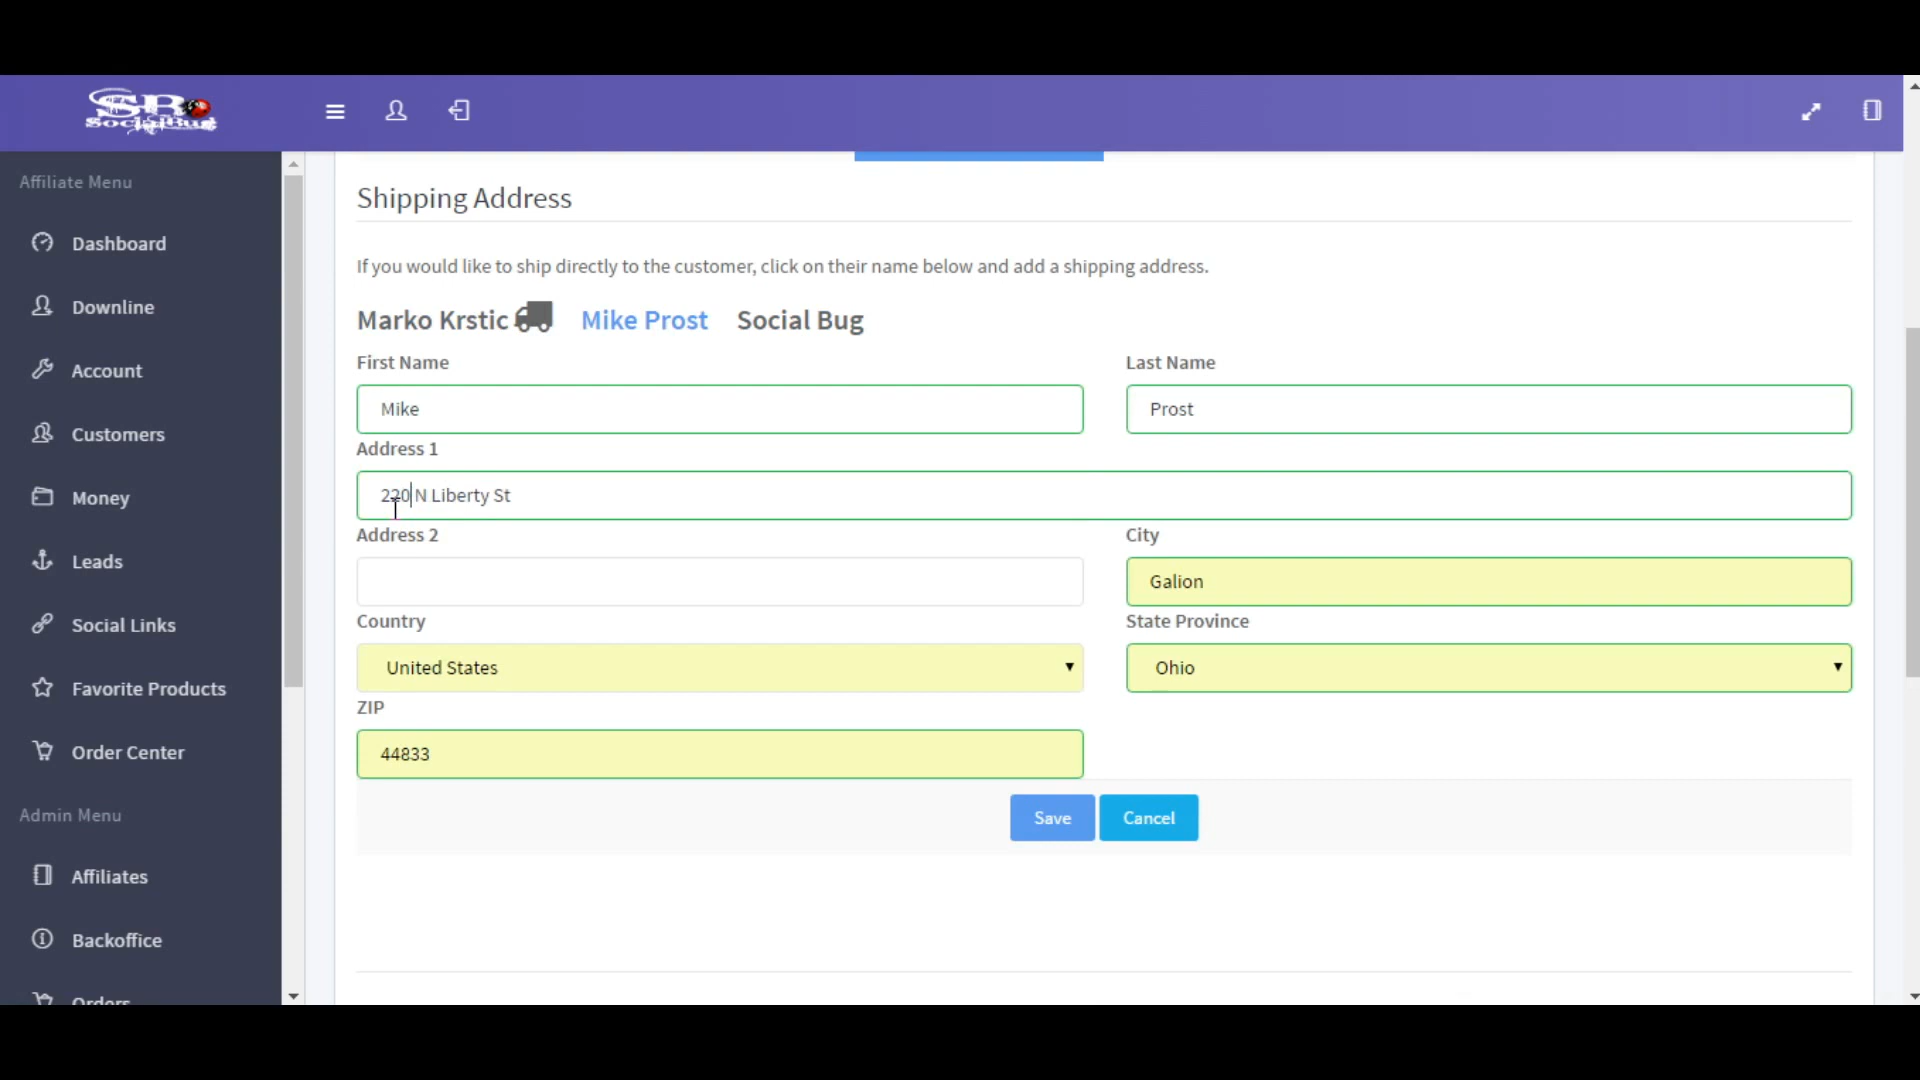 SB
SocialBug
Affiliate Menu
Dashboard
Downline
Account
Customers
Money
Leads
Social Links
Favorite Products
Order Center
Admin Menu
Affiliates
Backoffice
Orders
Shipping Address
If you would like to ship directly to the customer, click on their name below and add a shipping address.
Marko Krstic Mike Prost Social Bug
First Name Last Name
Mike Prost
Address 1
220 N Liberty St
Address 2 City
Galion
Country State Province
United States Ohio
ZIP
44833
Save Cancel